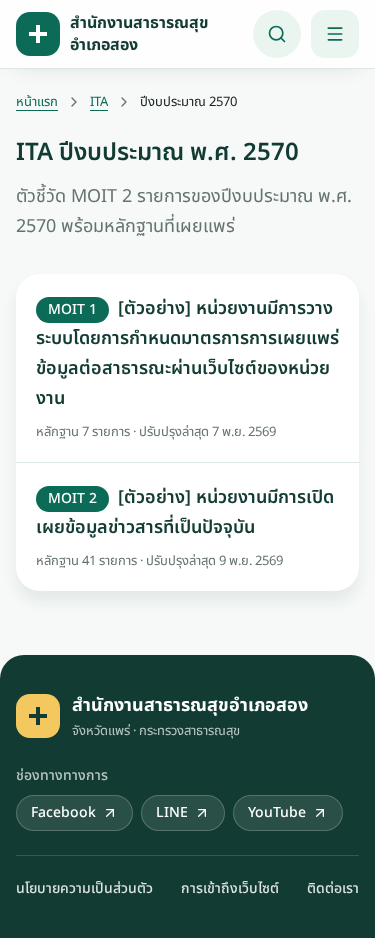 สำนักงานสาธารณสุข
อำเภอสอง
หน้าแรก > ITA > ปีงบประมาณ 2570
ITA ปีงบประมาณ พ.ศ. 2570
ตัวชี้วัด MOIT 2 รายการของปีงบประมาณ พ.ศ.
2570 พร้อมหลักฐานที่เผยแพร่
MOIT 1 [ตัวอย่าง] หน่วยงานมีการวาง
ระบบโดยการกำหนดมาตรการการเผยแพร่
ข้อมูลต่อสาธารณะผ่านเว็บไซต์ของหน่วย
งาน
หลักฐาน 7 รายการ · ปรับปรุงล่าสุด 7 พ.ย. 2569
MOIT 2 [ตัวอย่าง] หน่วยงานมีการเปิด
เผยข้อมูลข่าวสารที่เป็นปัจจุบัน
หลักฐาน 41 รายการ · ปรับปรุงล่าสุด 9 พ.ย. 2569
สำนักงานสาธารณสุขอำเภอสอง
จังหวัดแพร่ · กระทรวงสาธารณสุข
ช่องทางทางการ
Facebook LINE YouTube
นโยบายความเป็นส่วนตัว การเข้าถึงเว็บไซต์ ติดต่อเรา